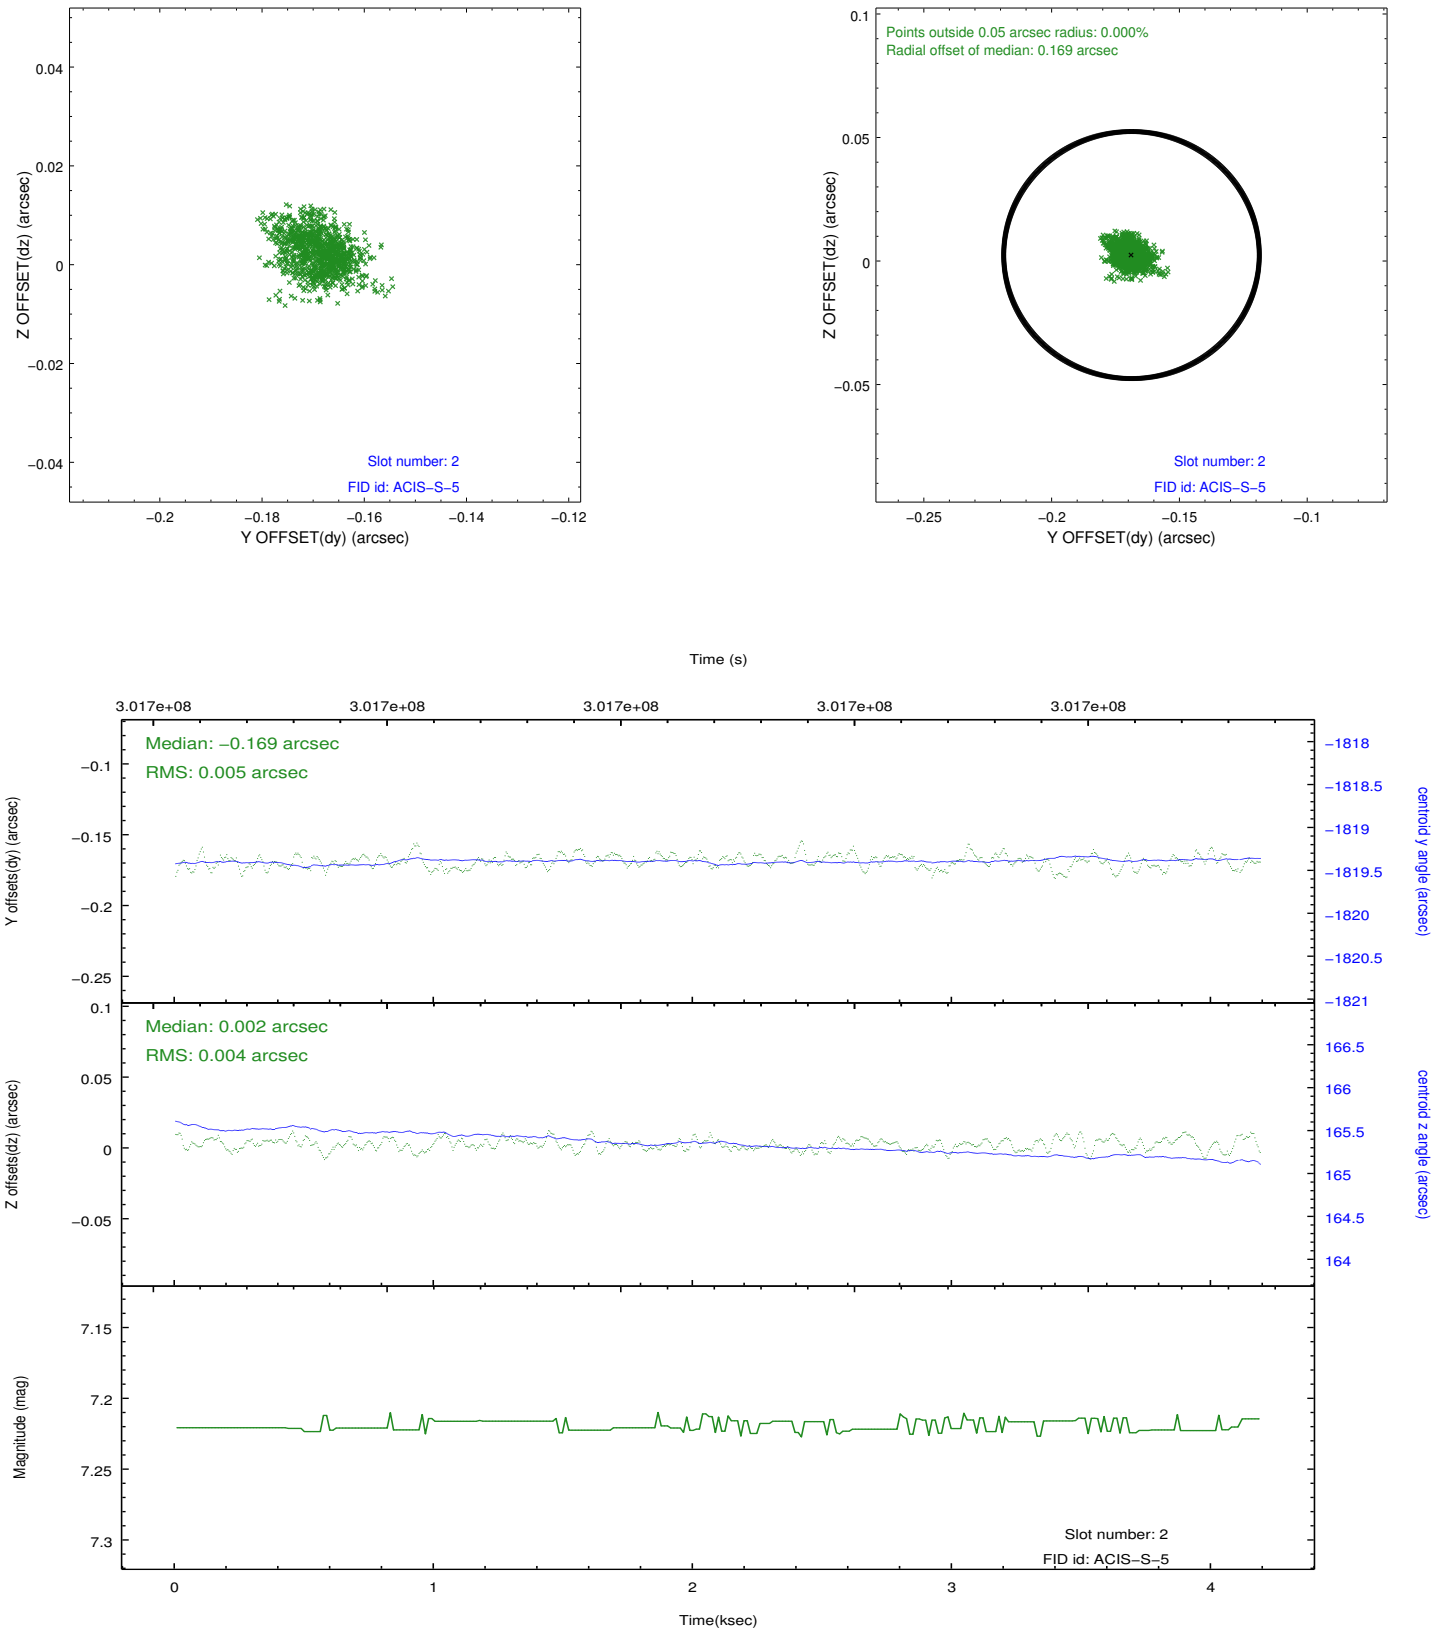 0.04
0.02
0
−0.02
−0.04
Z OFFSET(dz) (arcsec)
Slot number: 2
FID id: ACIS−S−5
−0.2
−0.18
−0.16
−0.14
−0.12
Y OFFSET(dy) (arcsec)
Points outside 0.05 arcsec radius: 0.000%
Radial offset of median: 0.169 arcsec
0.1
0.05
0
−0.05
Z OFFSET(dz) (arcsec)
Slot number: 2
FID id: ACIS−S−5
−0.25
−0.2
−0.15
−0.1
Y OFFSET(dy) (arcsec)
Time (s)
3.017e+08
3.017e+08
3.017e+08
3.017e+08
3.017e+08
Median: −0.169 arcsec
RMS: 0.005 arcsec
−0.1
−0.15
−0.2
−0.25
Y offsets(dy) (arcsec)
−1818
−1818.5
−1819
−1819.5
−1820
−1820.5
−1821
centroid y angle (arcsec)
Median: 0.002 arcsec
RMS: 0.004 arcsec
0.1
0.05
0
−0.05
Z offsets(dz) (arcsec)
166.5
166
165.5
165
164.5
164
centroid z angle (arcsec)
7.15
7.2
7.25
7.3
Magnitude (mag)
Slot number: 2
FID id: ACIS−S−5
0
1
2
3
4
Time(ksec)